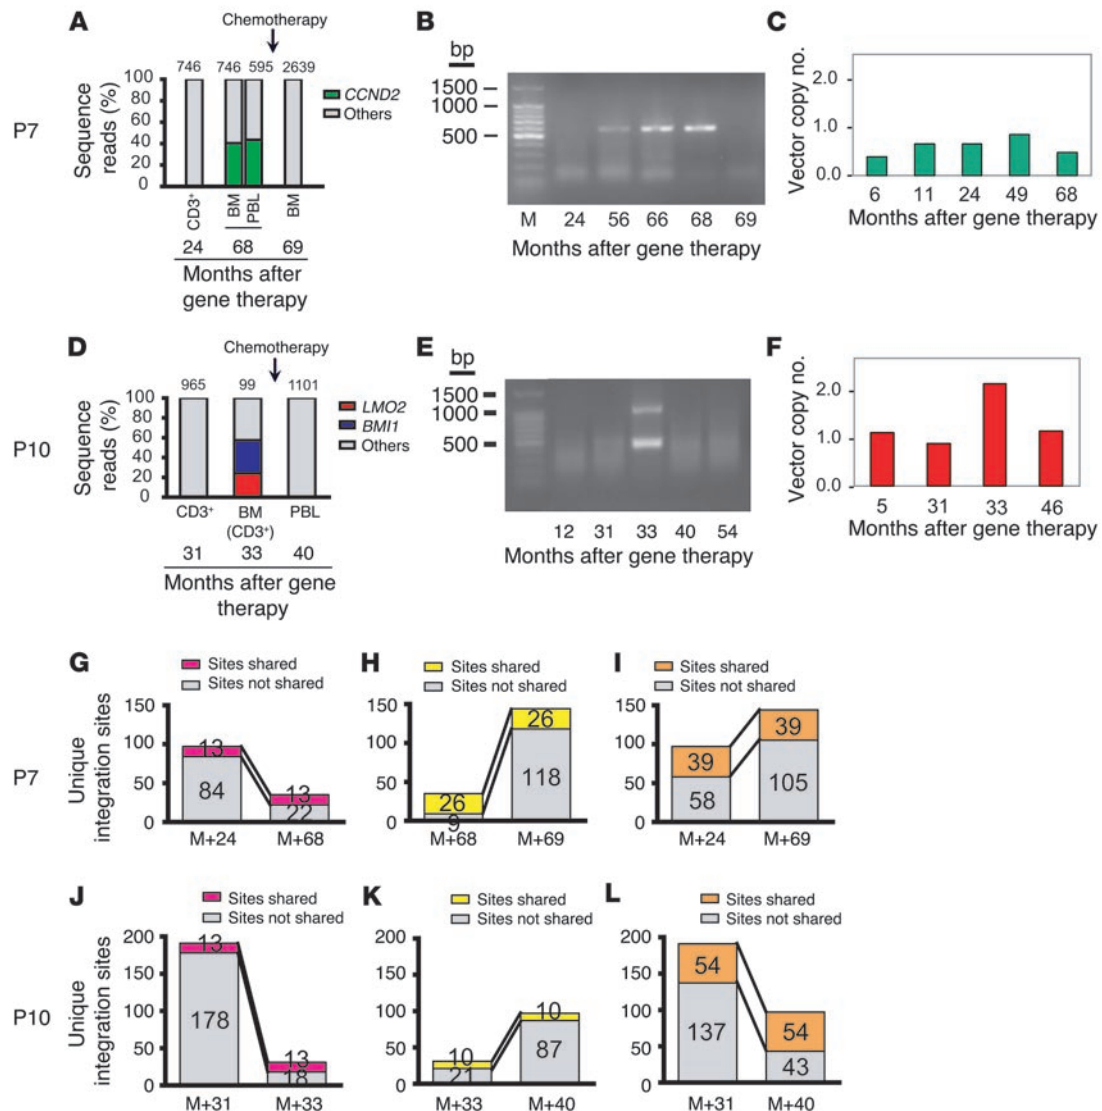 A
Chemotherapy
746 746 595 2639
P7
Sequence
reads (%)
100
80
60
40
20
0
CCND2
Others
CD3+ BM PBL BM
24 68 69
Months after
gene therapy
B
bp
1500
1000
500
M 24 56 66 68 69
Months after gene therapy
C
Vector copy no.
2.0
1.0
0.0
6 11 24 49 68
Months after gene therapy
D
Chemotherapy
965 99 1101
P10
Sequence
reads (%)
100
80
60
40
20
0
LMO2
BMI1
Others
CD3+ BM PBL
(CD3+)
31 33 40
Months after gene
therapy
E
bp
1500
1000
500
12 31 33 40 54
Months after gene therapy
F
Vector copy no.
2.0
1.0
0.0
5 31 33 46
Months after gene therapy
G
Sites shared
Sites not shared
P7
Unique
integration sites
150
100
50
0
13
84
13
22
M+24 M+68
H
Sites shared
Sites not shared
150
100
50
0
26
9
26
118
M+68 M+69
I
Sites shared
Sites not shared
150
100
50
0
39
58
39
105
M+24 M+69
J
Sites shared
Sites not shared
P10
Unique
integration sites
200
150
100
50
0
13
178
13
18
M+31 M+33
K
Sites shared
Sites not shared
200
150
100
50
0
10
21
10
87
M+33 M+40
L
Sites shared
Sites not shared
200
150
100
50
0
54
137
54
43
M+31 M+40